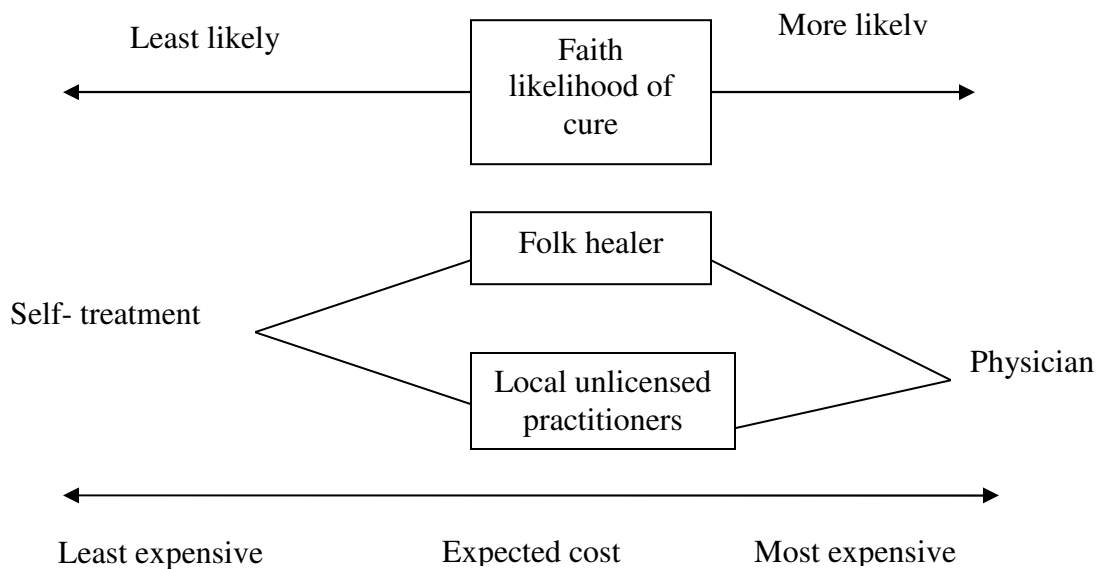 Least likely
More likely
Faith
likelihood of
cure
Folk healer
Self- treatment
Local unlicensed
practitioners
Physician
Least expensive
Expected cost
Most expensive